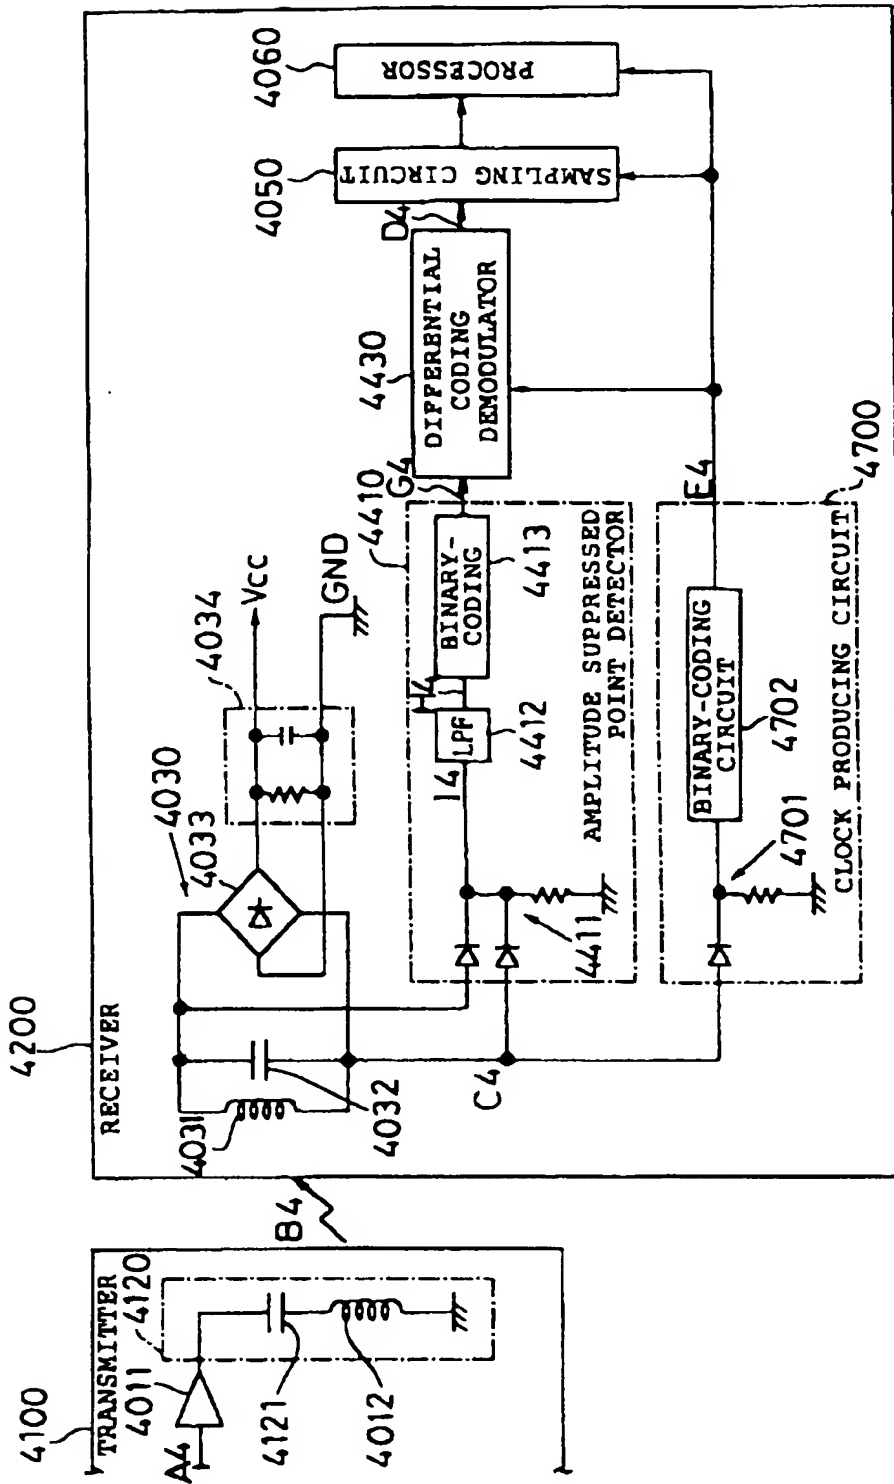 4100
TRANSMITTER
A4
4011
4120
4121
4012
B4
4200
RECEIVER
4031
4032
4030
4033
4034
Vcc
GND
C4
4410
4411
I4
LPF
4412
H4
BINARY-
CODING
4413
G4
AMPLITUDE SUPPRESSED
POINT DETECTOR
4430
DIFFERENTIAL
CODING
DEMODULATOR
D4
4050
SAMPLING CIRCUIT
4060
PROCESSOR
4701
BINARY-CODING
CIRCUIT
4702
E4
4700
CLOCK PRODUCING CIRCUIT